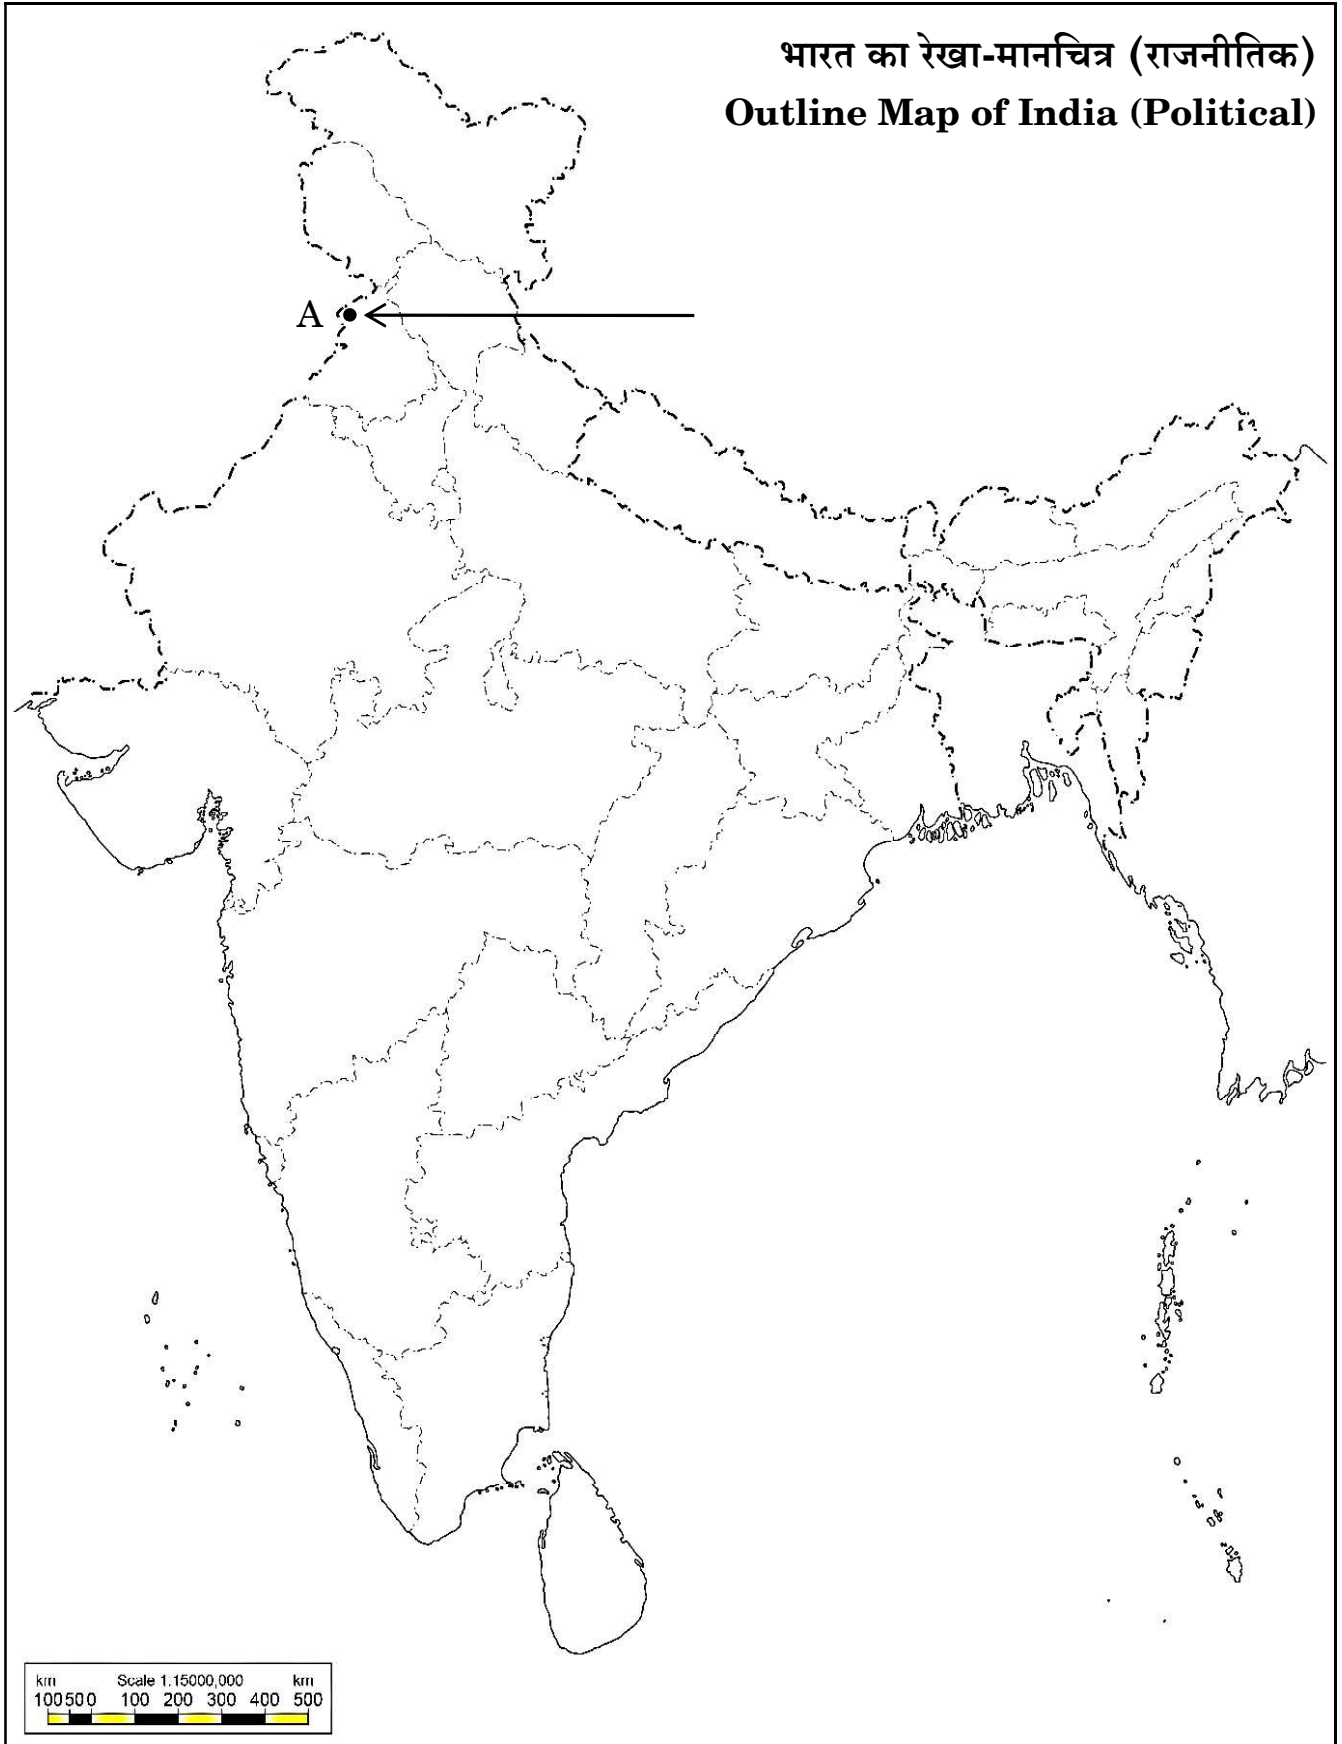 भारत का रेखा-मानचित्र (राजनीतिक)
Outline Map of India (Political)
A
km Scale 1:15000,000 km
100 50 0 100 200 300 400 500